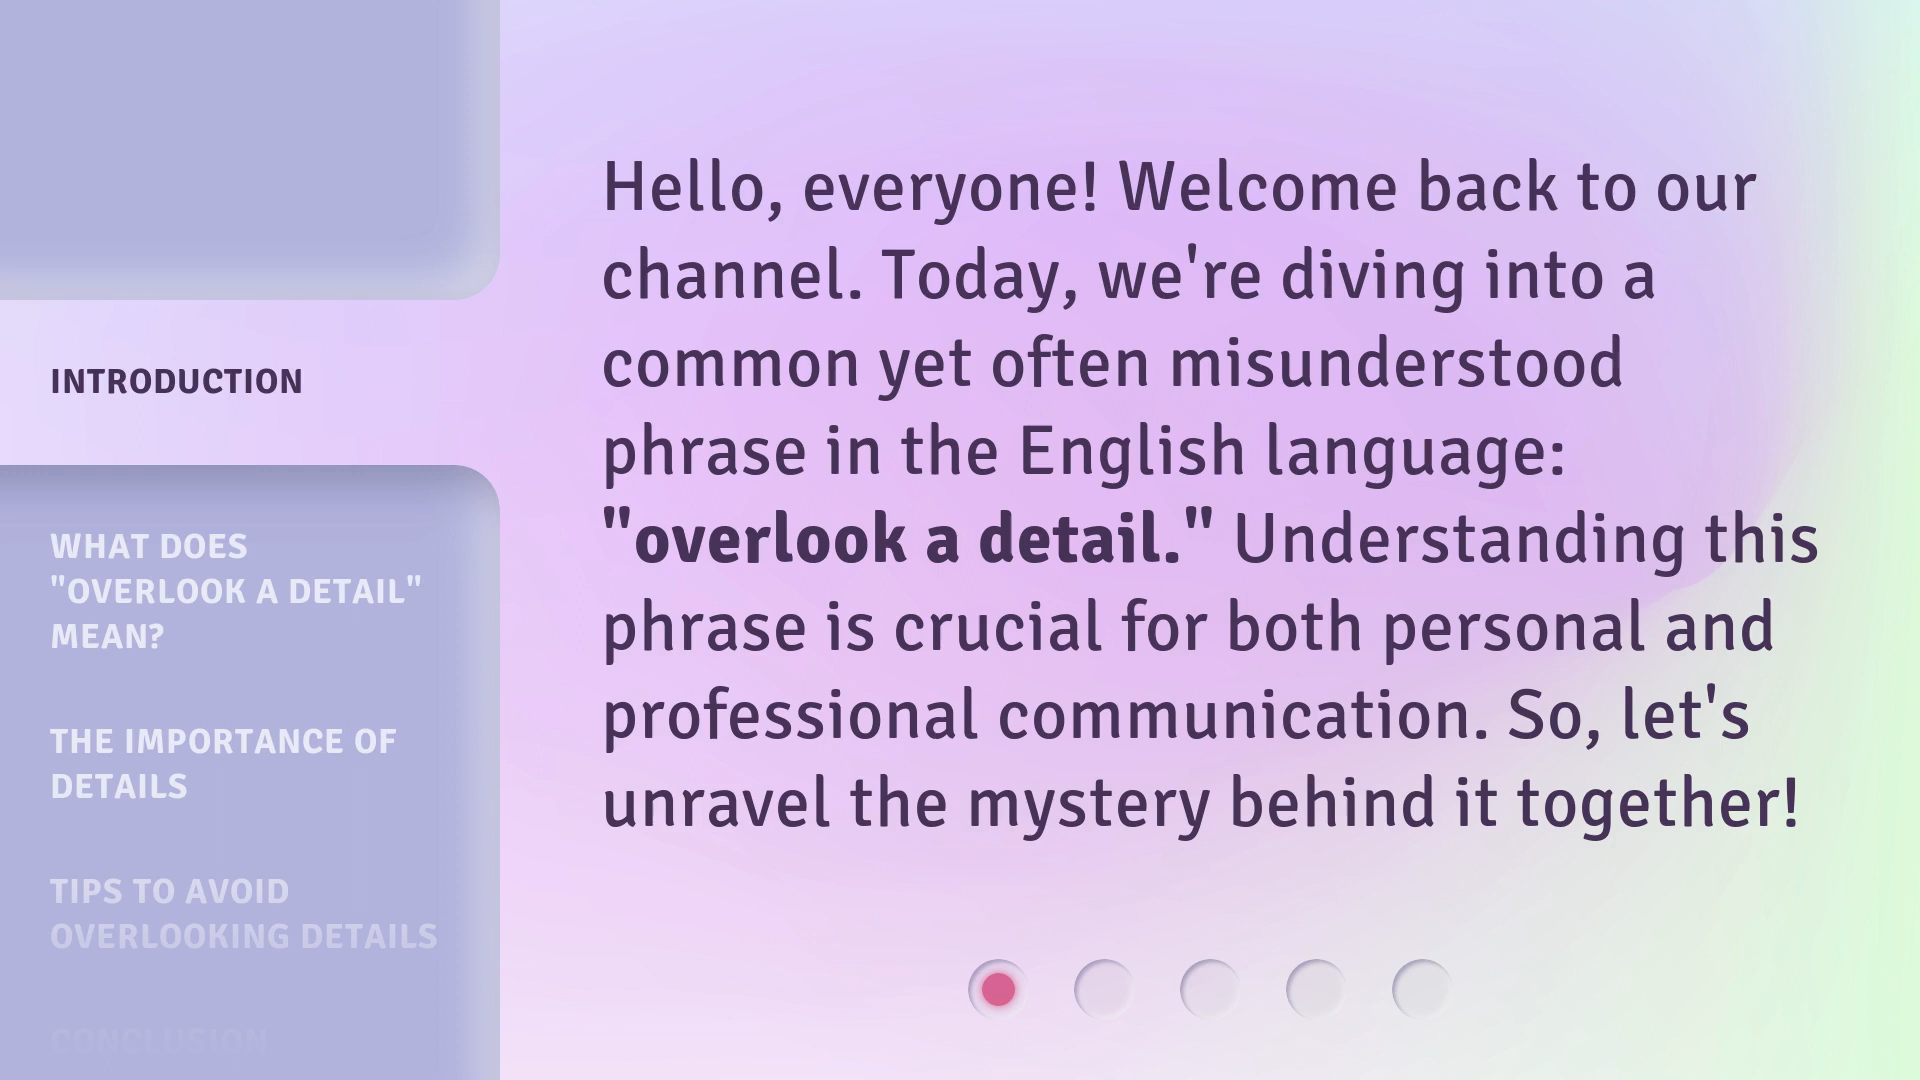 INTRODUCTION
WHAT DOES
"OVERLOOK A DETAIL"
MEAN?
THE IMPORTANCE OF
DETAILS
TIPS TO AVOID
OVERLOOKING DETAILS
CONCLUSION
Hello, everyone! Welcome back to our
channel. Today, we're diving into a
common yet often misunderstood
phrase in the English language:
"overlook a detail." Understanding this
phrase is crucial for both personal and
professional communication. So, let's
unravel the mystery behind it together!